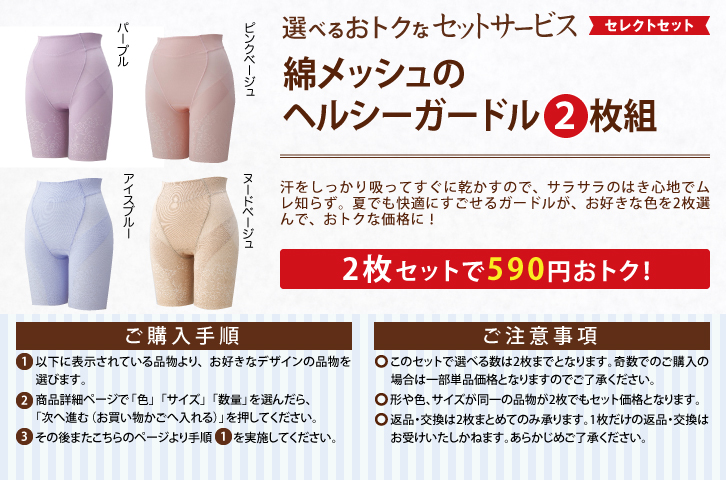 パープル
ピンクベージュ
アイスブルー
ヌードベージュ
選べるおトクなセットサービス
セレクトセット
綿メッシュの
ヘルシーガードル2枚組
汗をしっかり吸ってすぐに乾かすので、サラサラのはき心地でム
レ知らず。夏でも快適にすごせるガードルが、お好きな色を2枚選
んで、おトクな価格に！
2枚セットで590円おトク！
ご購入手順
1 以下に表示されている品物より、お好きなデザインの品物を
選びます。
2 商品詳細ページで「色」「サイズ」「数量」を選んだら、
「次へ進む（お買い物かごへ入れる）」を押してください。
3 その後またこちらのページより手順1を実施してください。
ご注意事項
○ このセットで選べる数は2枚までとなります。奇数でのご購入の
場合は一部単品価格となりますのでご了承ください。
○ 形や色、サイズが同一の品物が2枚でもセット価格となります。
○ 返品・交換は2枚まとめてのみ承ります。1枚だけの返品・交換は
お受けいたしかねます。あらかじめご了承ください。